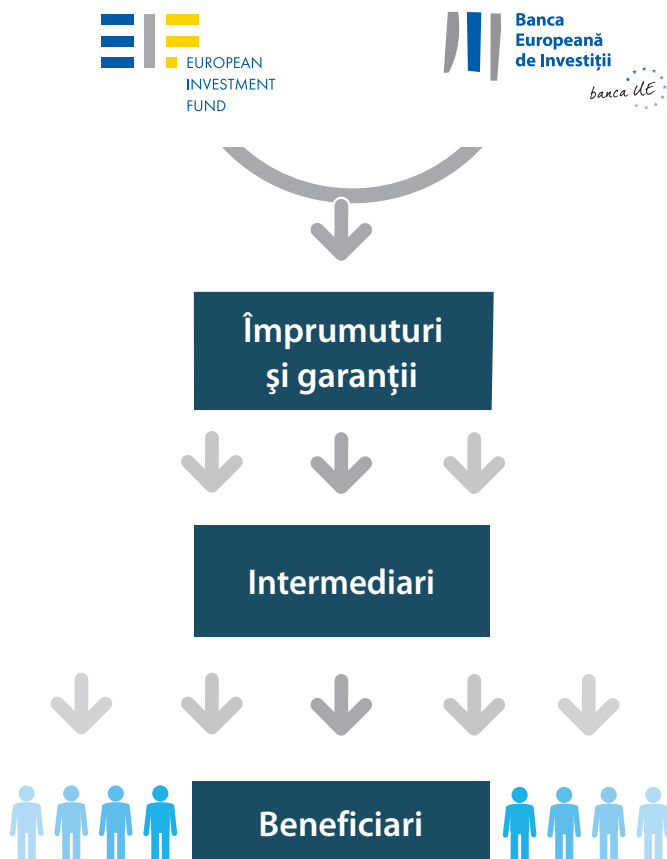 EUROPEAN
INVESTMENT
FUND
Banca
Europeană
de Investiții
banca UE
Împrumuturi
şi garanții
Intermediari
Beneficiari